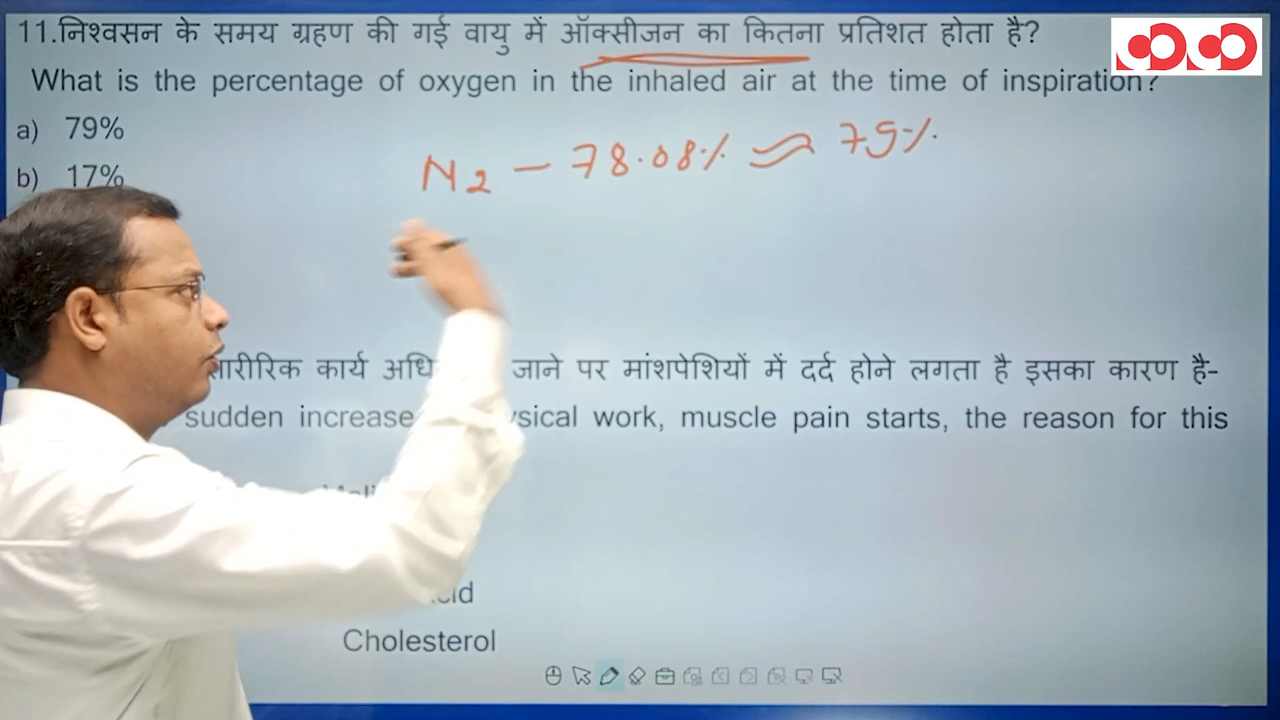 11.निश्वसन के समय ग्रहण की गई वायु में ऑक्सीजन का कितना प्रतिशत होता है?
What is the percentage of oxygen in the inhaled air at the time of inspiration?
a) 79%
N2 - 78.08% ≈ 79%
b) 17%
शारीरिक कार्य जाने पर मांशपेशियों में दर्द होने लगता है इसका कारण है-
sudden increase work, muscle pain starts, the reason for this
Cholesterol